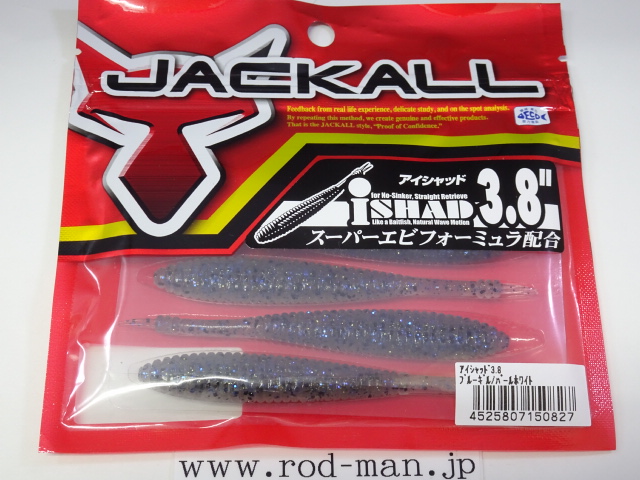 JACKALL
Feedback from real life experience, delicate study, and on the spot analysis.
By repeating this method, we create genuine and effective products.
That is the JACKALL style, "Proof of Confidence."
アイシャッド
for No-Sinker, Straight Retrieve
iSHAD 3.8"
Like a Baitfish, Natural Wave Motion
スーパーエビフォーミュラ配合
アイシャッド3.8
ブルーギル/パールホワイト
4525807150827
www.rod-man.jp